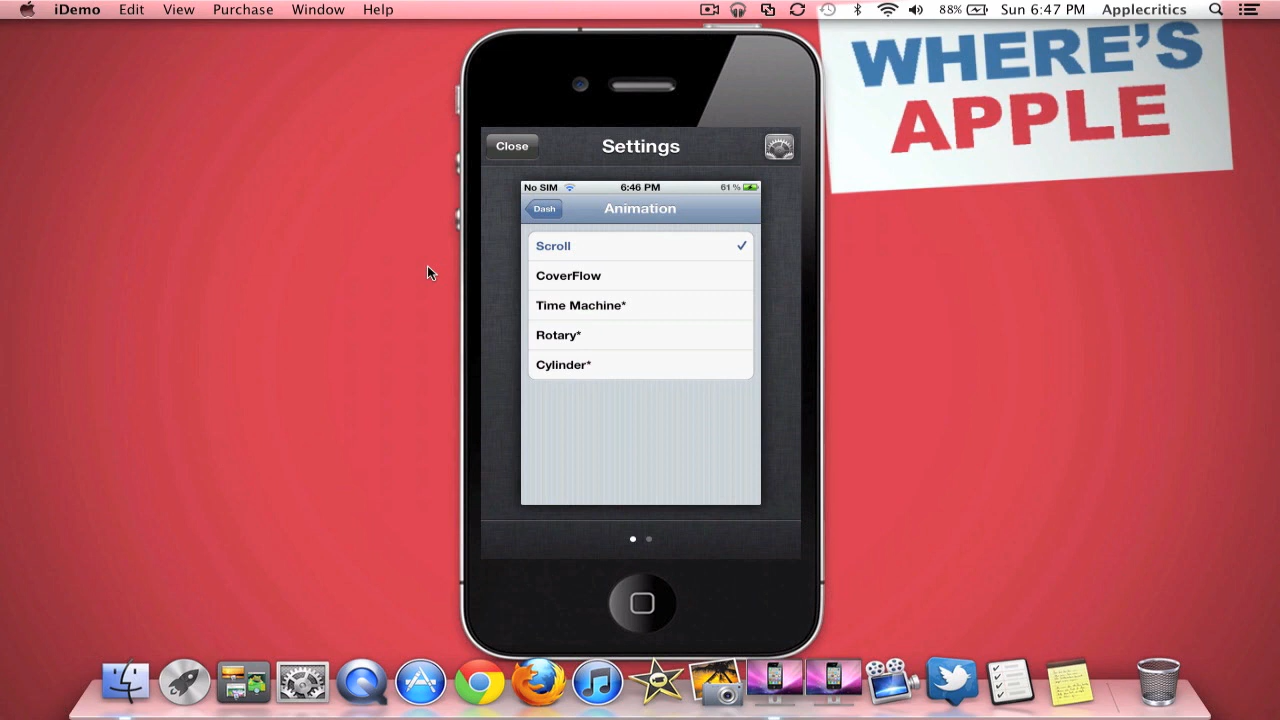 iDemo Edit View Purchase Window Help 88% Sun 6:47 PM Applecritics
WHERE'S
APPLE
Close Settings
No SIM 6:46 PM 61%
Dash Animation
Scroll ✓
CoverFlow
Time Machine*
Rotary*
Cylinder*